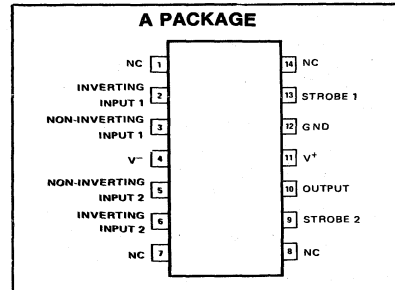 A PACKAGE
NC 1
INVERTING
INPUT 1 2
NON-INVERTING
INPUT 1 3
V− 4
NON-INVERTING
INPUT 2 5
INVERTING
INPUT 2 6
NC 7
14 NC
13 STROBE 1
12 GND
11 V+
10 OUTPUT
9 STROBE 2
8 NC